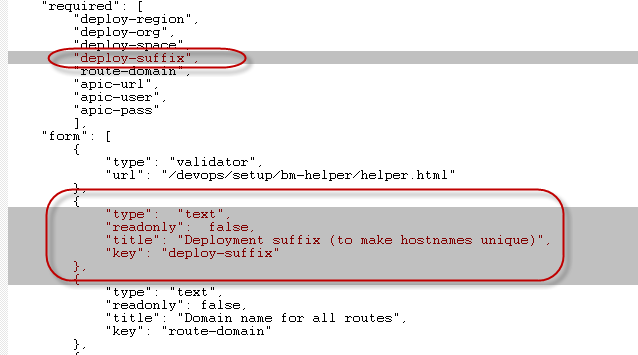 "required": [
"deploy-region",
"deploy-org",
"deploy-space",
"deploy-suffix",
"route-domain",
"apic-url",
"apic-user",
"apic-pass"
],
"form": [
{
"type": "validator",
"url": "/devops/setup/bm-helper/helper.html"
},
{
"type":  "text",
"readonly":  false,
"title": "Deployment suffix (to make hostnames unique)",
"key": "deploy-suffix"
},
{
"type": "text",
"readonly": false,
"title": "Domain name for all routes",
"key": "route-domain"
},
{